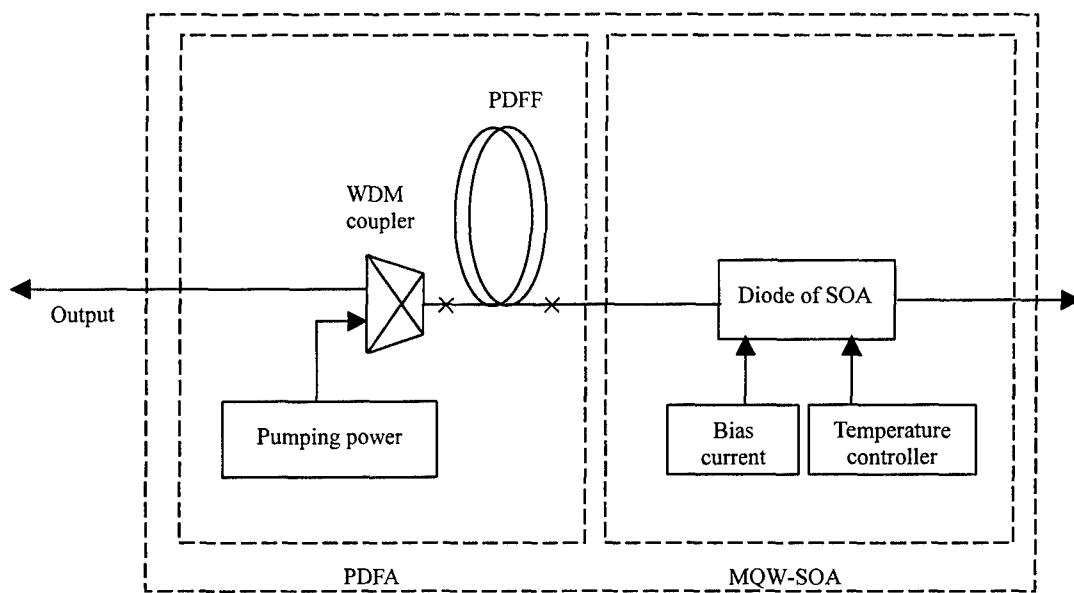 PDFF
WDM
coupler
Output
Diode of SOA
Pumping power
Bias
current
Temperature
controller
PDFA
MQW-SOA